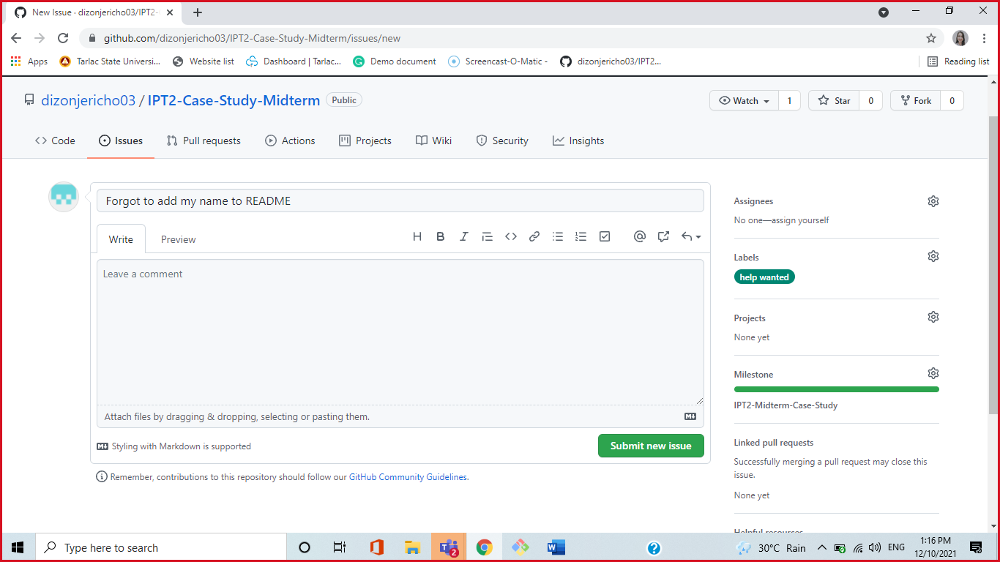 New Issue · dizonjericho03/IPT2-
github.com/dizonjericho03/IPT2-Case-Study-Midterm/issues/new
Apps Tarlac State Universi... Website list Dashboard | Tarlac... Demo document Screencast-O-Matic - dizonjericho03/IPT2... Reading list
dizonjericho03 / IPT2-Case-Study-Midterm Public Watch 1 Star 0 Fork 0
Code Issues Pull requests Actions Projects Wiki Security Insights
Forgot to add my name to README
Write Preview
Leave a comment
Attach files by dragging & dropping, selecting or pasting them.
Styling with Markdown is supported
Submit new issue
Remember, contributions to this repository should follow our GitHub Community Guidelines.
Assignees
No one—assign yourself
Labels
help wanted
Projects
None yet
Milestone
IPT2-Midterm-Case-Study
Linked pull requests
Successfully merging a pull request may close this
issue.
None yet
Helpful resources
Type here to search
2
30°C Rain
ENG
1:16 PM
12/10/2021